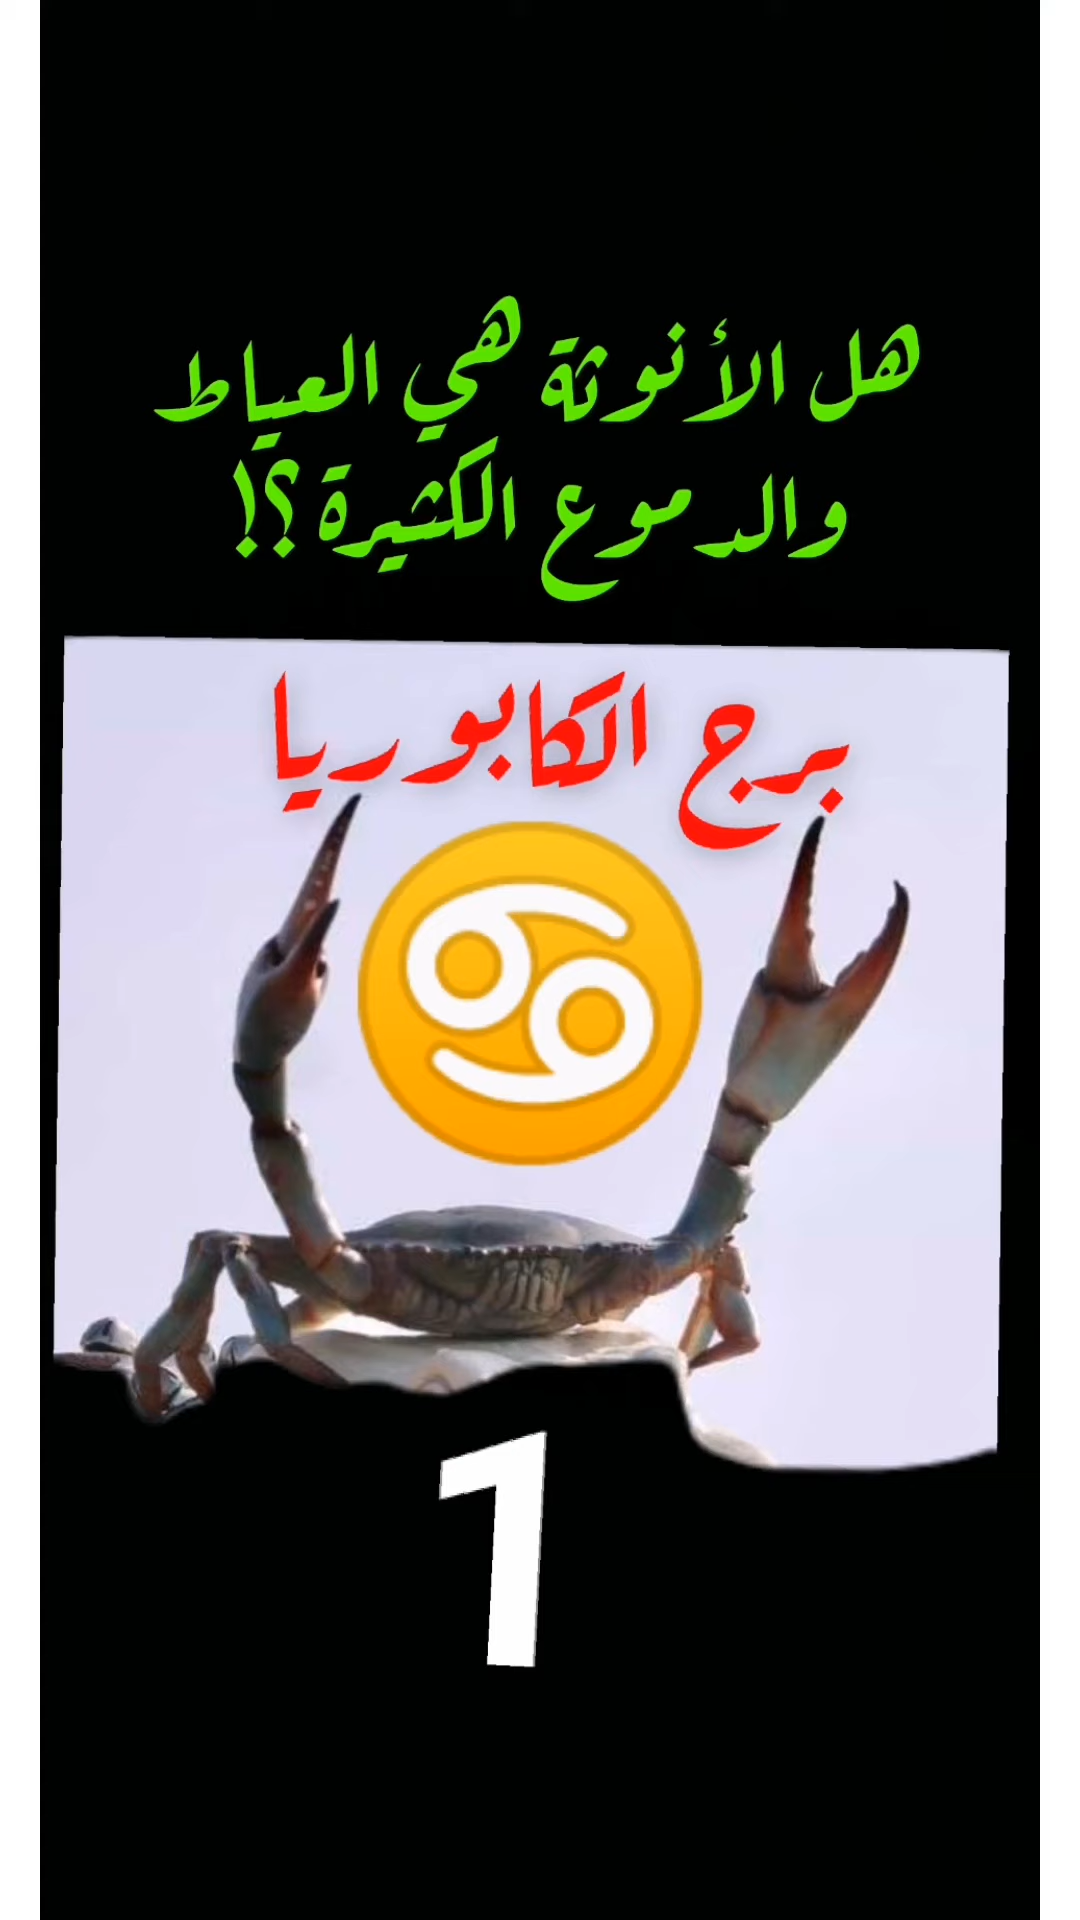 هل الأنوثة هي العياط
والدموع الكثيرة ؟!
برج الكابوريا
1